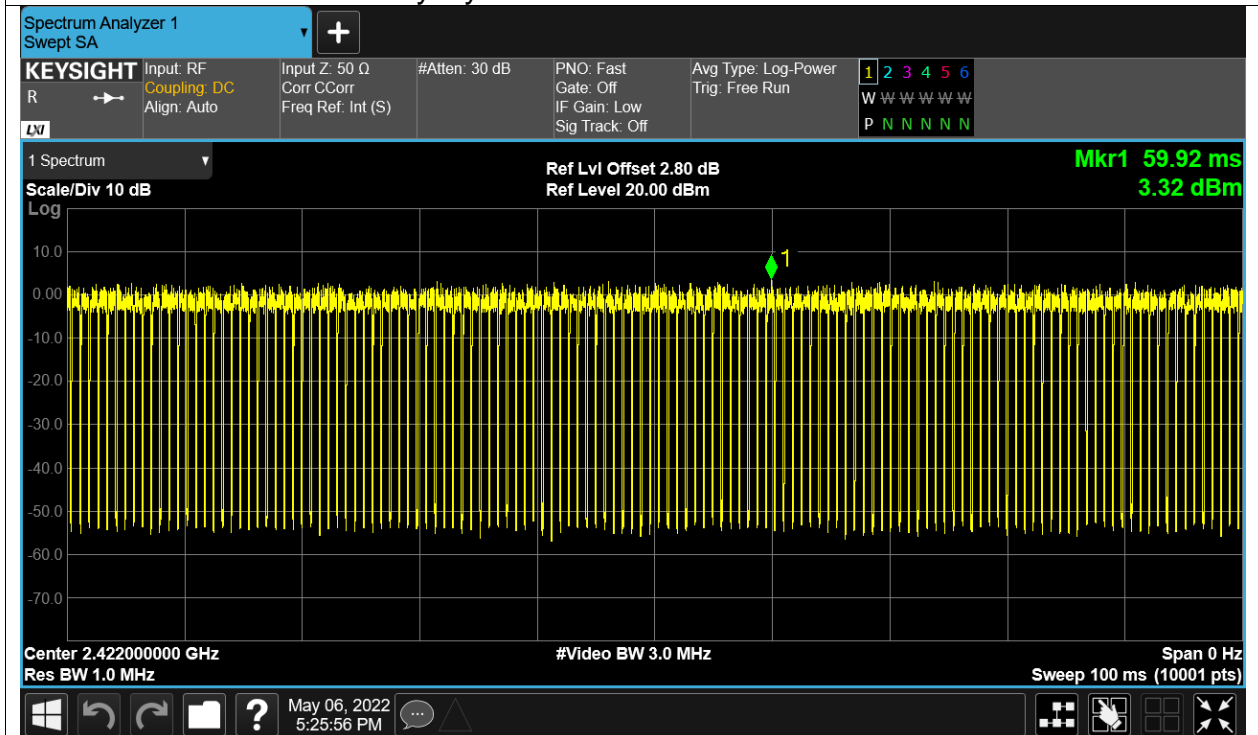 Spectrum Analyzer 1
Swept SA
+
KEYSIGHT Input: RF Input Z: 50 Ω #Atten: 30 dB PNO: Fast Avg Type: Log-Power 1 2 3 4 5 6
R Coupling: DC Corr CCorr Gate: Off Trig: Free Run W W W W W W
Align: Auto Freq Ref: Int (S) IF Gain: Low P N N N N N
LXI Sig Track: Off
1 Spectrum Ref Lvl Offset 2.80 dB Mkr1 59.92 ms
Scale/Div 10 dB Ref Level 20.00 dBm 3.32 dBm
Log
10.0
1
0.00
-10.0
-20.0
-30.0
-40.0
-50.0
-60.0
-70.0
Center 2.422000000 GHz #Video BW 3.0 MHz Span 0 Hz
Res BW 1.0 MHz Sweep 100 ms (10001 pts)
? May 06, 2022
5:25:56 PM